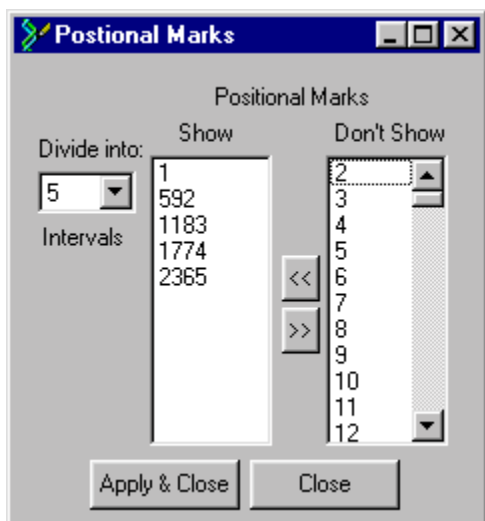 Postional Marks
Positional Marks
Divide into:
5
Intervals
Show
1
592
1183
1774
2365
<<
>>
Don't Show
2
3
4
5
6
7
8
9
10
11
12
Apply & Close
Close